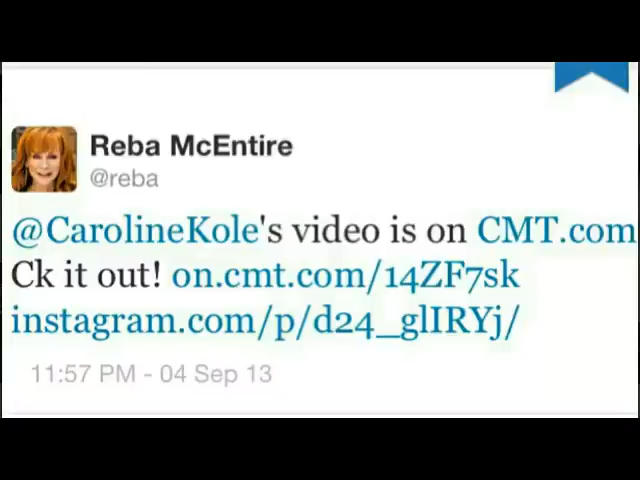 Reba McEntire
@reba
@CarolineKole's video is on CMT.com
Ck it out! on.cmt.com/14ZF7sk
instagram.com/p/d24_glIRYj/
11:57 PM - 04 Sep 13